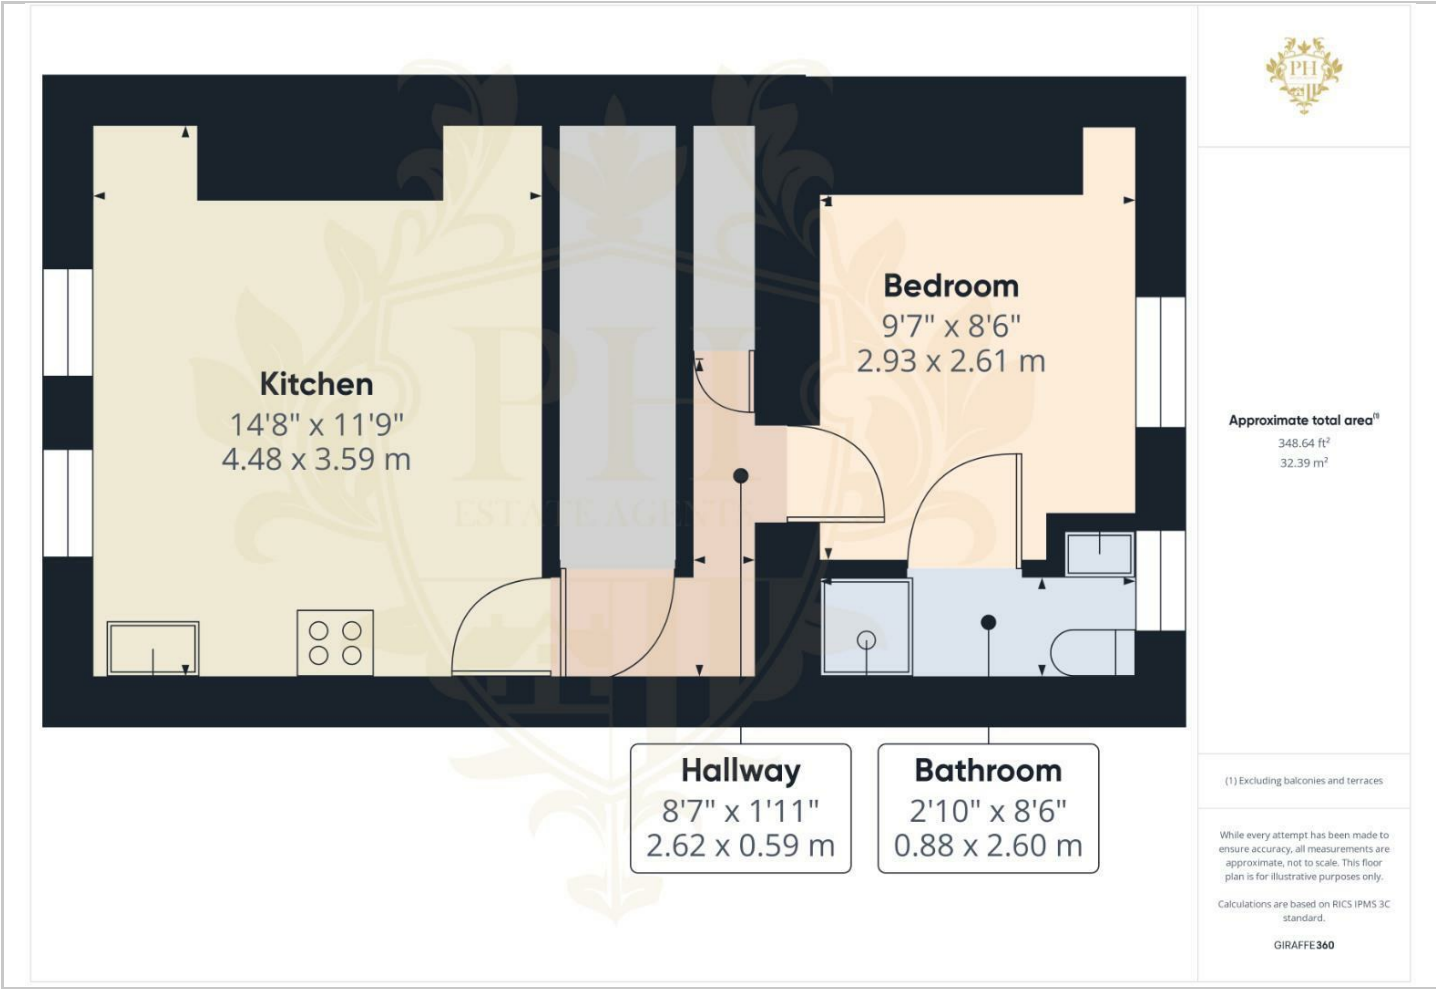 PH
Kitchen
14'8" x 11'9"
4.48 x 3.59 m
Bedroom
9'7" x 8'6"
2.93 x 2.61 m
PH
ESTATE AGENTS
Hallway
8'7" x 1'11"
2.62 x 0.59 m
Bathroom
2'10" x 8'6"
0.88 x 2.60 m
Approximate total area⁽¹⁾
348.64 ft²
32.39 m²
(1) Excluding balconies and terraces
While every attempt has been made to
ensure accuracy, all measurements are
approximate, not to scale. This floor
plan is for illustrative purposes only.
Calculations are based on RICS IPMS 3C
standard.
GIRAFFE360